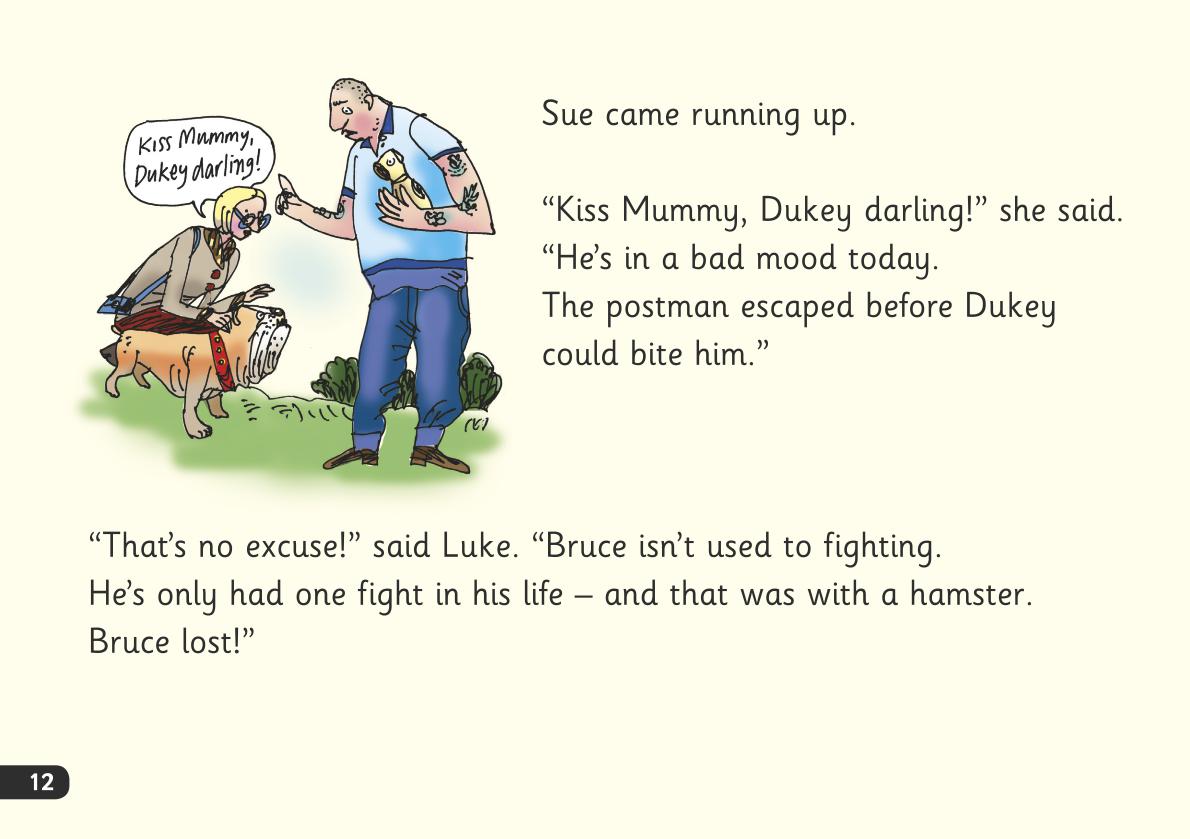 Kiss Mummy,
Dukey darling!
Sue came running up.
“Kiss Mummy, Dukey darling!” she said.
“He’s in a bad mood today.
The postman escaped before Dukey
could bite him.”
“That’s no excuse!” said Luke. “Bruce isn’t used to fighting.
He’s only had one fight in his life – and that was with a hamster.
Bruce lost!”
12